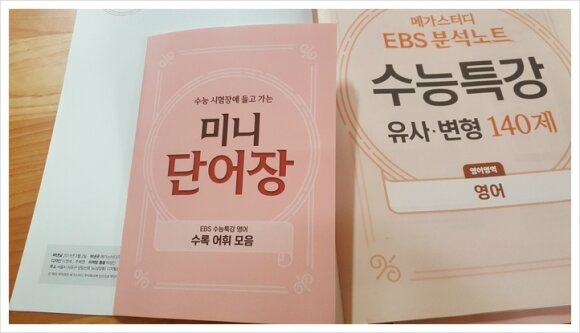 수능 시험장에 들고 가는
미니
단어장
EBS 수능특강 영어
수록 어휘 모음
메가스터디
EBS 분석노트
수능특강
유사·변형 140제
영어영역
영어